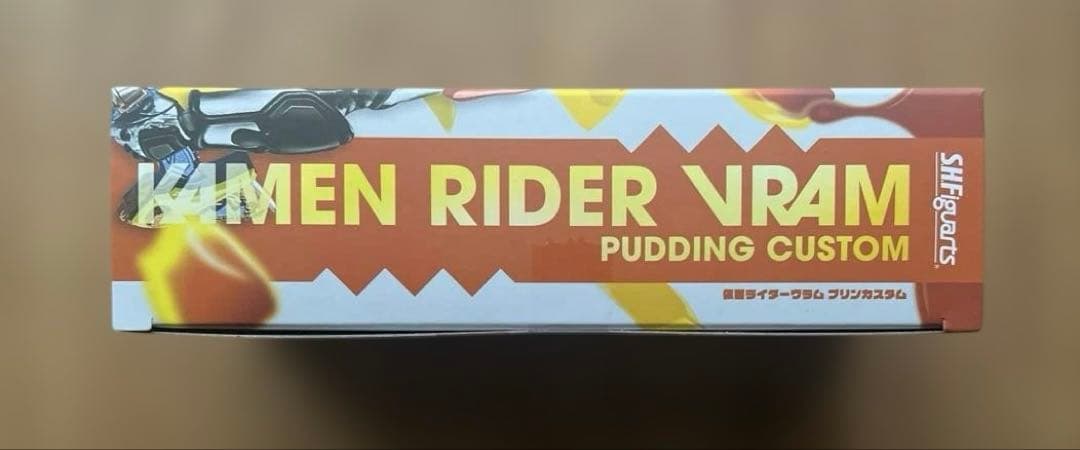 KAMEN RIDER VRAM
PUDDING CUSTOM
仮面ライダーヴラム プリンカスタム
S.H.Figuarts